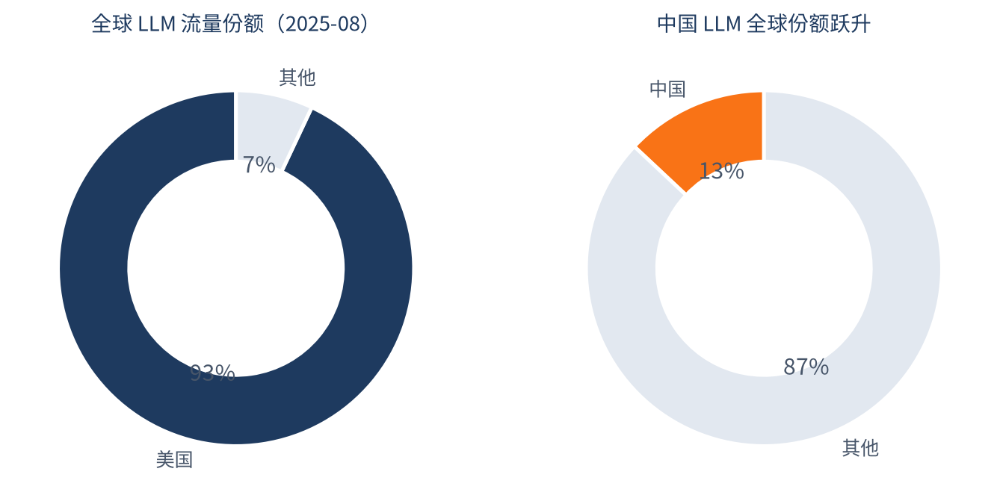 全球 LLM 流量份额（2025-08）
其他
7%
93%
美国
中国 LLM 全球份额跃升
中国
13%
87%
其他